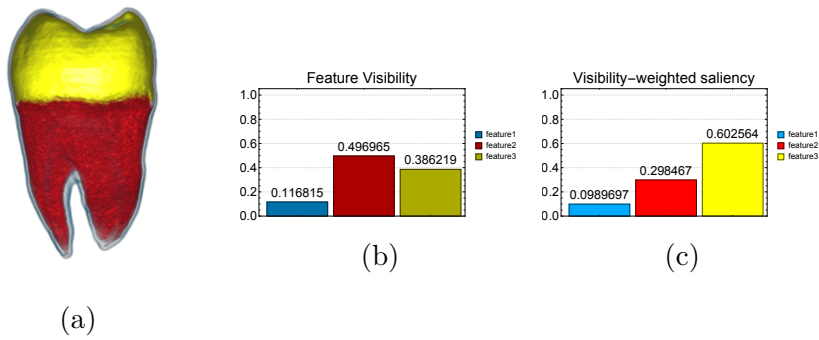 Feature Visibility
1.0
0.8
0.6
0.4
0.2
0.0
0.116815
0.496965
0.386219
feature1
feature2
feature3
(b)
Visibility-weighted saliency
1.0
0.8
0.6
0.4
0.2
0.0
0.0989697
0.298467
0.602564
feature1
feature2
feature3
(c)
(a)